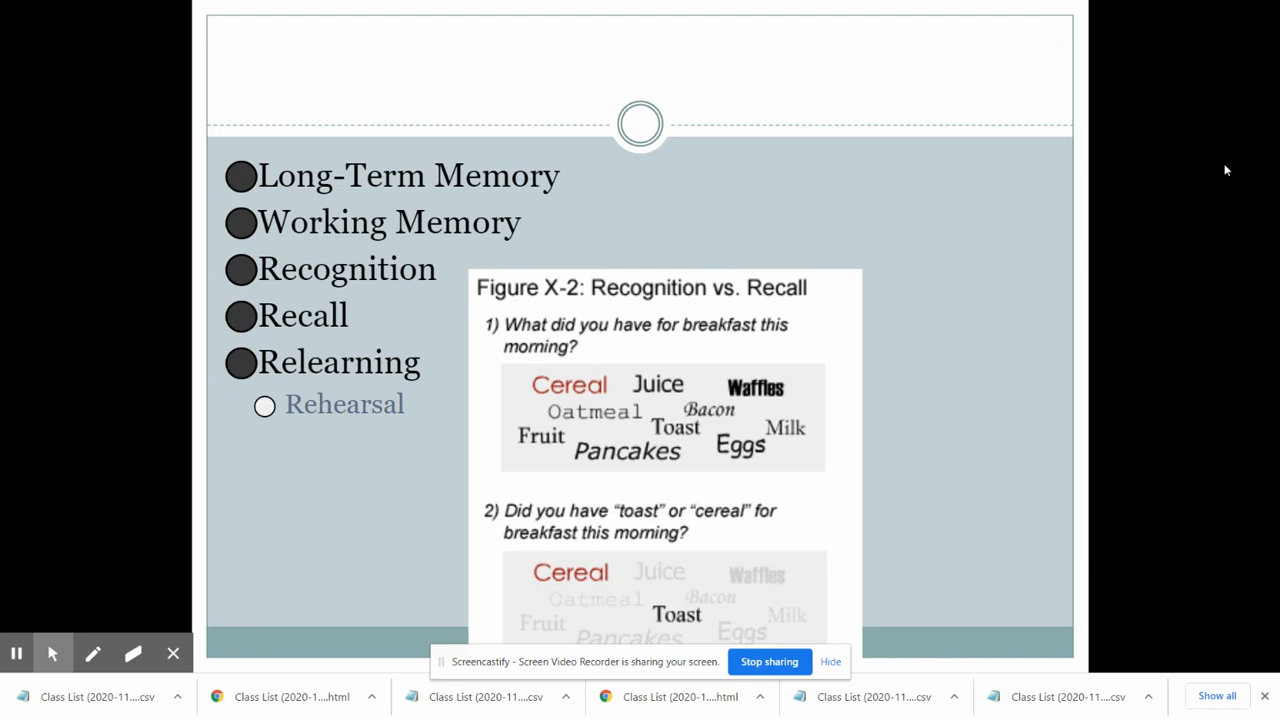 Long-Term Memory
Working Memory
Recognition
Recall
Relearning
Rehearsal
Figure X-2: Recognition vs. Recall
1) What did you have for breakfast this
morning?
Cereal Juice Waffles
Oatmeal Bacon
Fruit Toast Milk
Pancakes Eggs
2) Did you have “toast” or “cereal” for
breakfast this morning?
Cereal Juice Waffles
Oatmeal Bacon
Fruit Toast Milk
Pancakes Eggs
Screencastify - Screen Video Recorder is sharing your screen. Stop sharing Hide
Class List (2020-11....csv Class List (2020-1....html Class List (2020-11....csv Class List (2020-1....html Class List (2020-11....csv Class List (2020-11....csv Show all